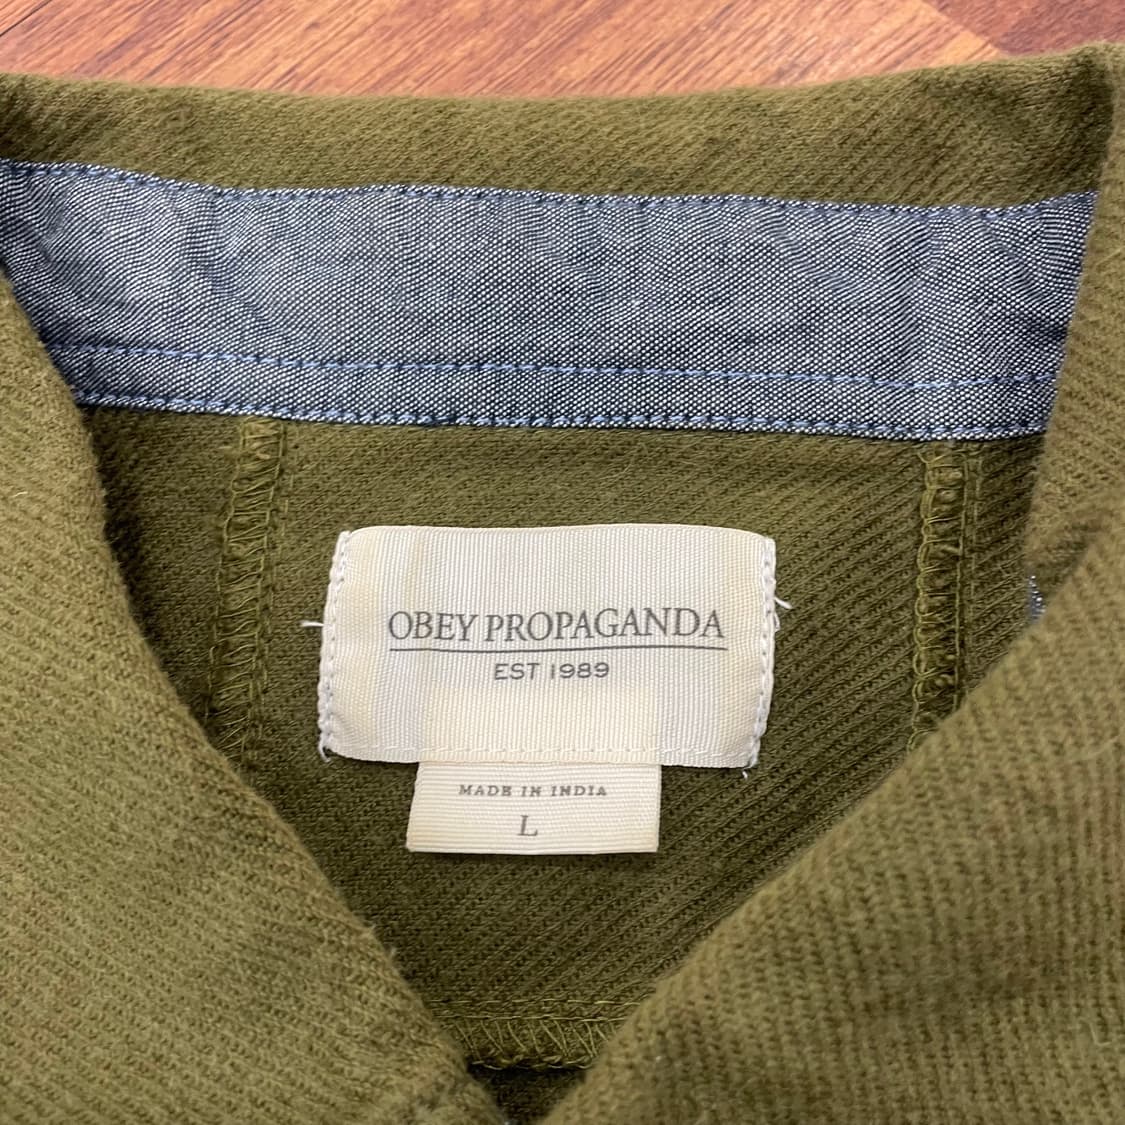 OBEY PROPAGANDA
EST 1989
MADE IN INDIA
L